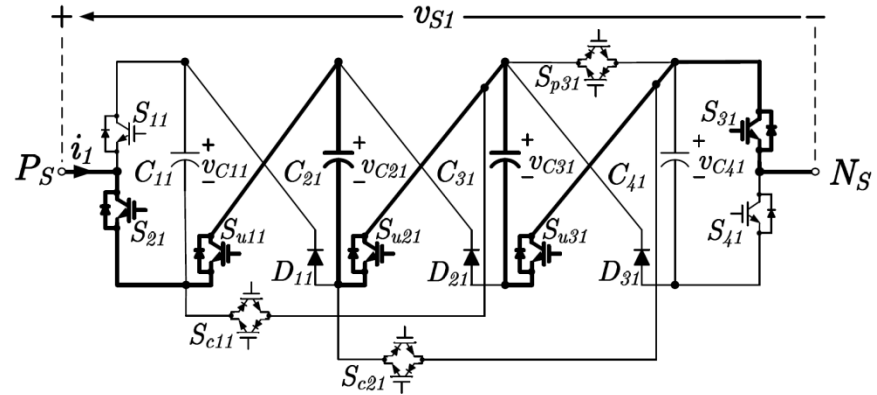 + v_{S1} −
S_{p31}
S_{11} S_{31}
P_S i_1 C_{11} + v_{C11} − C_{21} + v_{C21} − C_{31} + v_{C31} − C_{41} + v_{C41} − N_S
S_{21} S_{u11} S_{u21} S_{u31} S_{41}
D_{11} D_{21} D_{31}
S_{c11}
S_{c21}